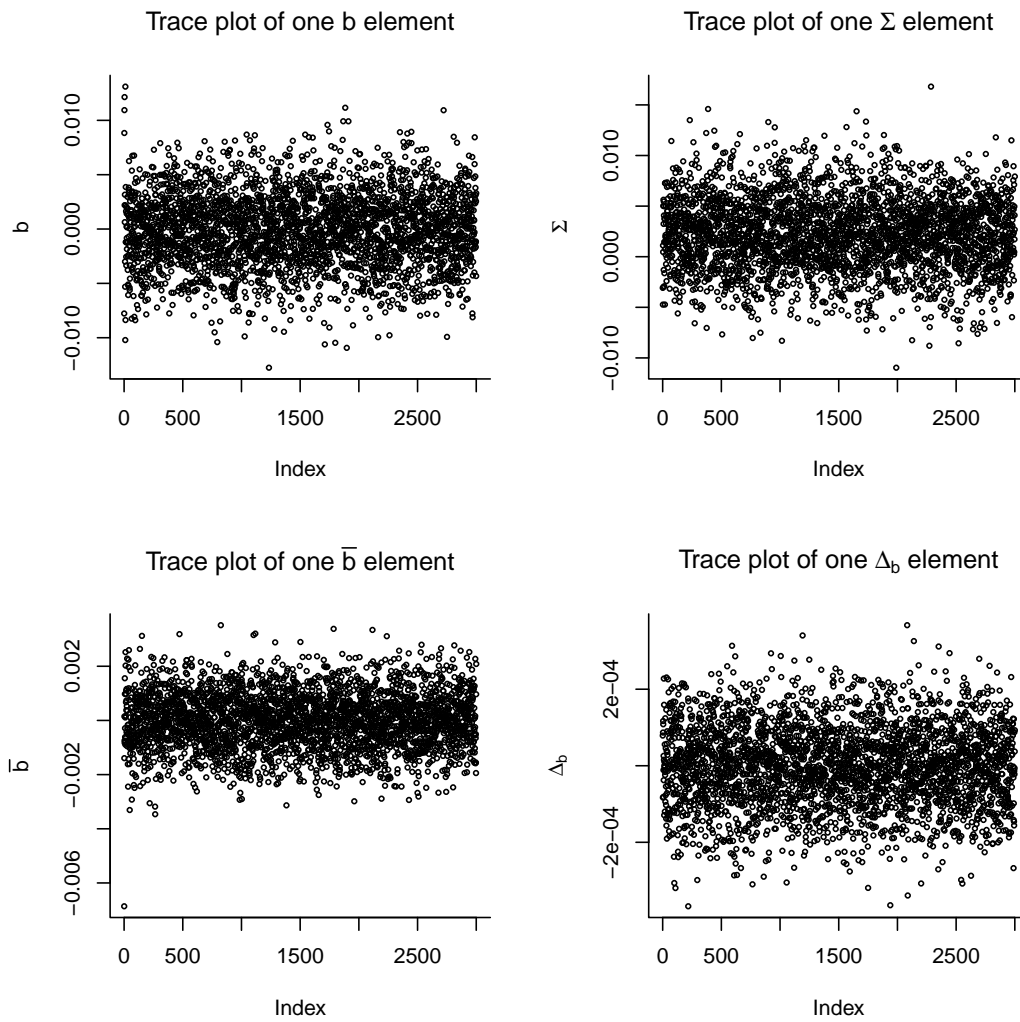 Trace plot of one b element
b
0.010
0.000
−0.010
0 500 1500 2500
Index
Trace plot of one Σ element
Σ
0.010
0.000
−0.010
0 500 1500 2500
Index
Trace plot of one b̅ element
b̅
0.002
−0.002
−0.006
0 500 1500 2500
Index
Trace plot of one Δb element
Δb
2e−04
−2e−04
0 500 1500 2500
Index